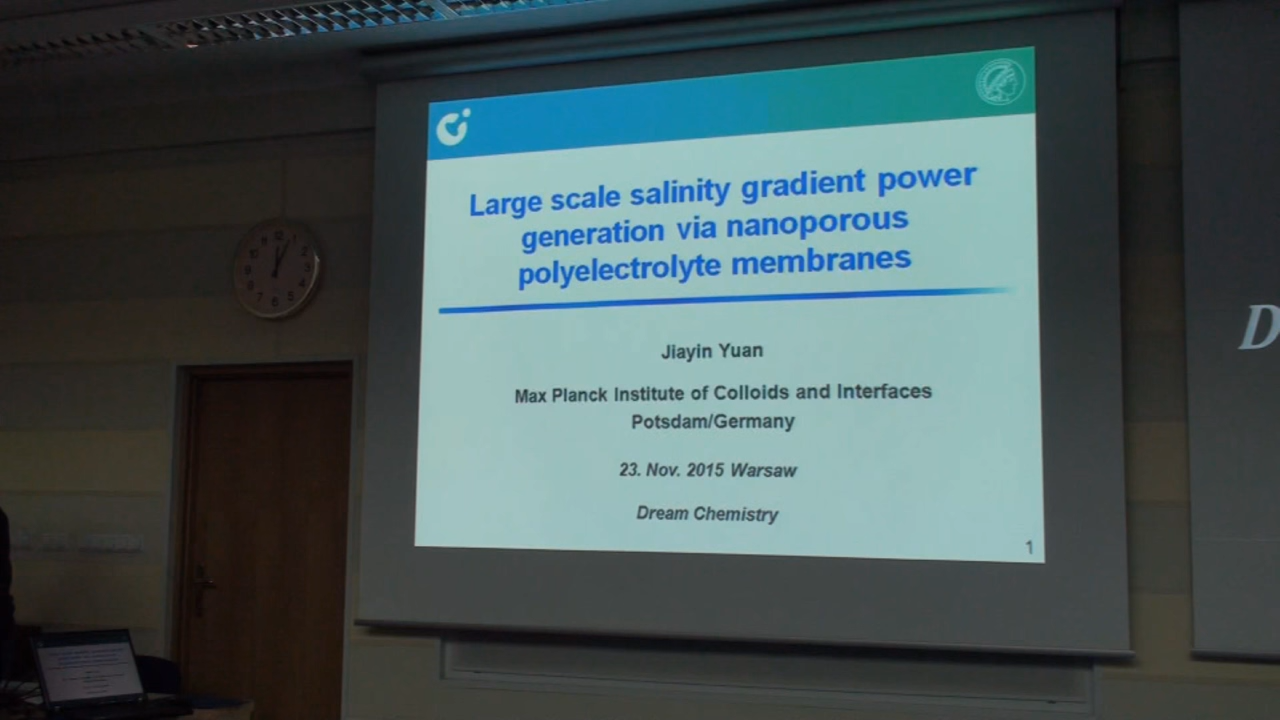 Large scale salinity gradient power
generation via nanoporous
polyelectrolyte membranes
Jiayin Yuan
Max Planck Institute of Colloids and Interfaces
Potsdam/Germany
23. Nov. 2015 Warsaw
Dream Chemistry
1
D